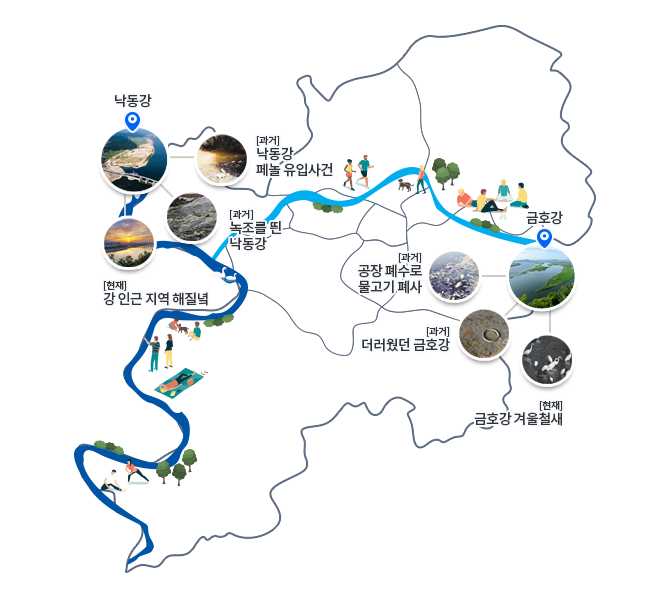 낙동강
[과거]
낙동강
페놀 유입사건
[과거]
녹조를 띈
낙동강
[현재]
강 인근 지역 해질녘
금호강
[과거]
공장 폐수로
물고기 폐사
[과거]
더러웠던 금호강
[현재]
금호강 겨울철새